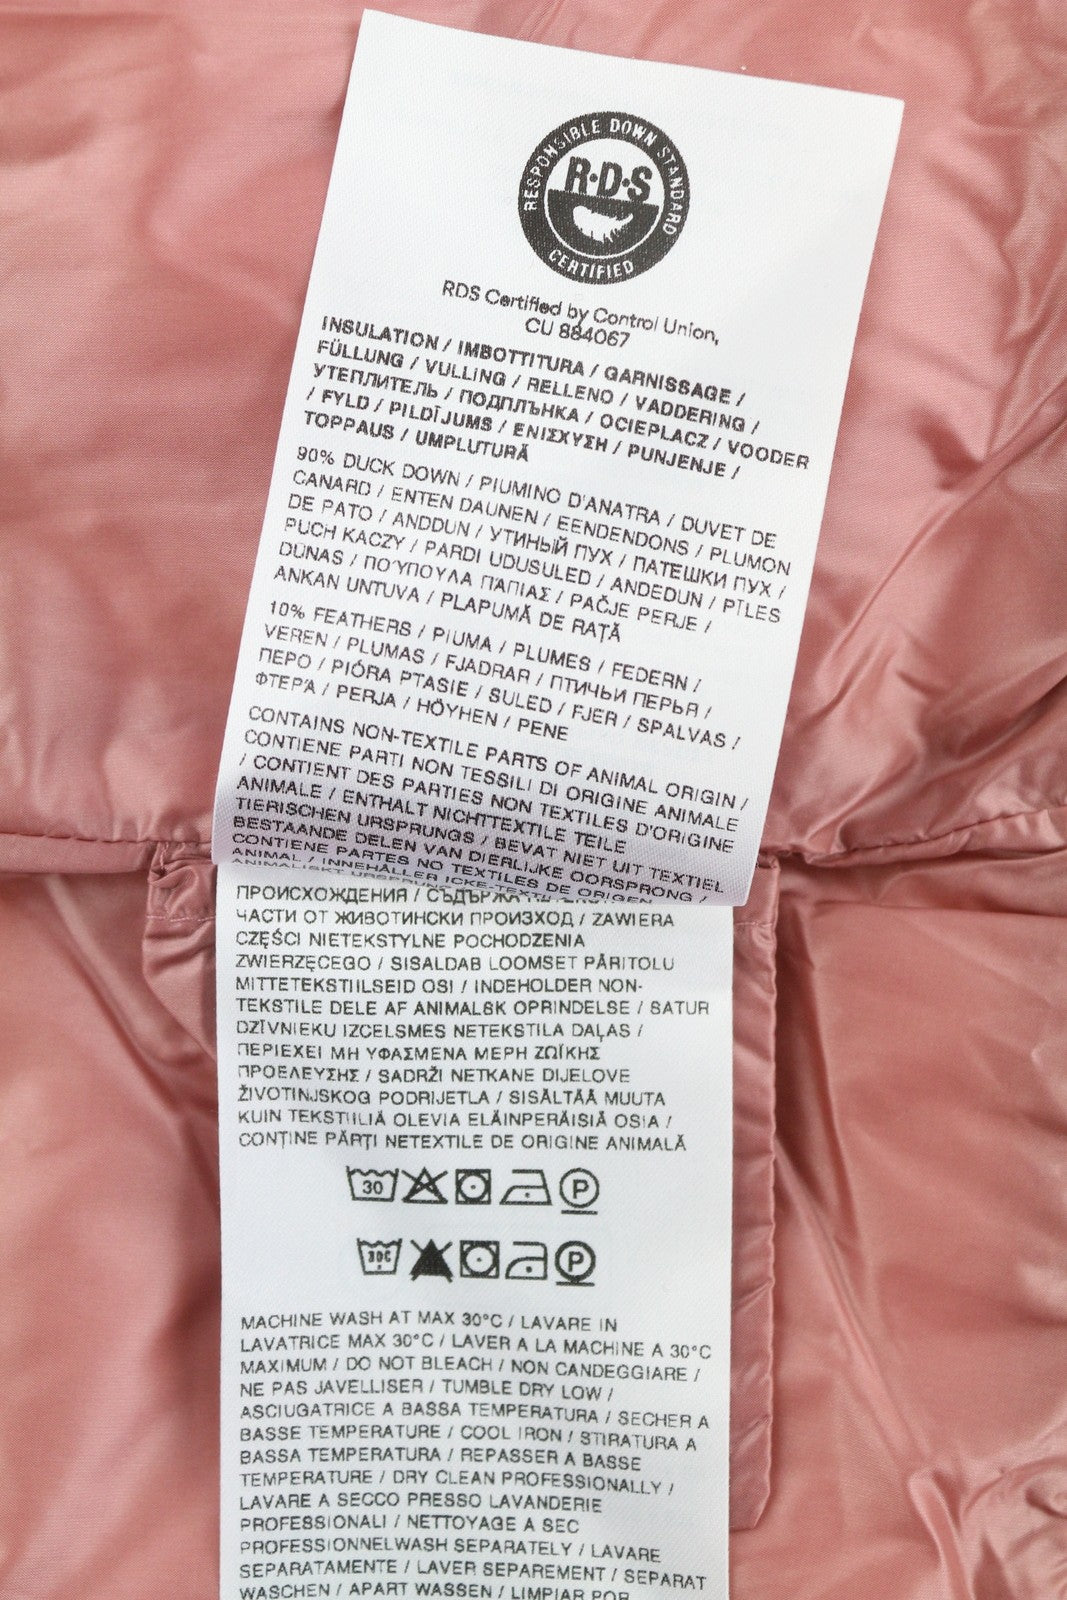 RESPONSIBLE DOWN STANDARD
R·D·S
CERTIFIED
RDS Certified by Control Union,
CU 884067
INSULATION / IMBOTTITURA / GARNISSAGE /
FÜLLUNG / VULLING / RELLENO / VADDERING /
УТЕПЛИТЕЛЬ / ПОДПЛЪНКА / OCIEPLACZ / VOODER
/ FYLD / PILDĪJUMS / ΕΝΙΣΧΥΣΗ / PUNJENJE /
TOPPAUS / UMPLUTURĂ
90% DUCK DOWN / PIUMINO D'ANATRA / DUVET DE
CANARD / ENTEN DAUNEN / EENDENDONS / PLUMON
DE PATO / ANDDUN / УТИНЫЙ ПУХ / ПАТЕШКИ ПУХ /
PUCH KACZY / PARDI UDUSULED / ANDEDUN / PĪLES
DŪNAS / ΠΟΎΠΟΥΛΑ ΠΑΠΙΑΣ / PAČJE PERJE /
ANKAN UNTUVA / PLAPUMĂ DE RAȚĂ
10% FEATHERS / PIUMA / PLUMES / FEDERN /
VEREN / PLUMAS / FJADRAR / ПТИЧЬИ ПЕРЬЯ /
ПЕРО / PIÓRA PTASIE / SULED / FJER / SPALVAS /
ΦΤΕΡΆ / PERJA / HÖYHEN / PENE
CONTAINS NON-TEXTILE PARTS OF ANIMAL ORIGIN /
CONTIENE PARTI NON TESSILI DI ORIGINE ANIMALE
/ CONTIENT DES PARTIES NON TEXTILES D'ORIGINE
ANIMALE / ENTHALT NICHTTEXTILE TEILE
TIERISCHEN URSPRUNGS / BEVAT NIET UIT TEXTIEL
BESTAANDE DELEN VAN DIERLIJKE OORSPRONG /
CONTIENE PARTES NO TEXTILES DE ORIGEN
ANIMAL / INNEHÅLLER ICKE-TEXT
ПРОИСХОЖДЕНИЯ / СЪДЪРЖА
ЧАСТИ ОТ ЖИВОТИНСКИ ПРОИЗХОД / ZAWIERA
CZĘŚCI NIETEKSTYLNE POCHODZENIA
ZWIERZĘCEGO / SISALDAB LOOMSET PÄRITOLU
MITTETEKSTIILSEID OSI / INDEHOLDER NON-
TEKSTILE DELE AF ANIMALSK OPRINDELSE / SATUR
DZĪVNIEKU IZCELSMES NETEKSTILA DAĻAS /
ΠΕΡΙΕΧΕΙ ΜΗ ΥΦΑΣΜΕΝΑ ΜΕΡΗ ΖΩΪΚΗΣ
ΠΡΟΕΛΕΥΣΗΣ / SADRŽI NETKANE DIJELOVE
ŽIVOTINJSKOG PODRIJETLA / SISÄLTÄÄ MUUTA
KUIN TEKSTIILIÄ OLEVIA ELÄINPERÄISIÄ OSIA /
CONȚINE PĂRȚI NETEXTILE DE ORIGINE ANIMALĂ
30 P
30C P
MACHINE WASH AT MAX 30°C / LAVARE IN
LAVATRICE MAX 30°C / LAVER A LA MACHINE A 30°C
MAXIMUM / DO NOT BLEACH / NON CANDEGGIARE /
NE PAS JAVELLISER / TUMBLE DRY LOW /
ASCIUGATRICE A BASSA TEMPERATURA / SECHER A
BASSE TEMPERATURE / COOL IRON / STIRATURA A
BASSA TEMPERATURA / REPASSER A BASSE
TEMPERATURE / DRY CLEAN PROFESSIONALLY /
LAVARE A SECCO PRESSO LAVANDERIE
PROFESSIONALI / NETTOYAGE A SEC
PROFESSIONNELWASH SEPARATELY / LAVARE
SEPARATAMENTE / LAVER SEPAREMENT / SEPARAT
WASCHEN / APART WASSEN / LIMPIAR POR